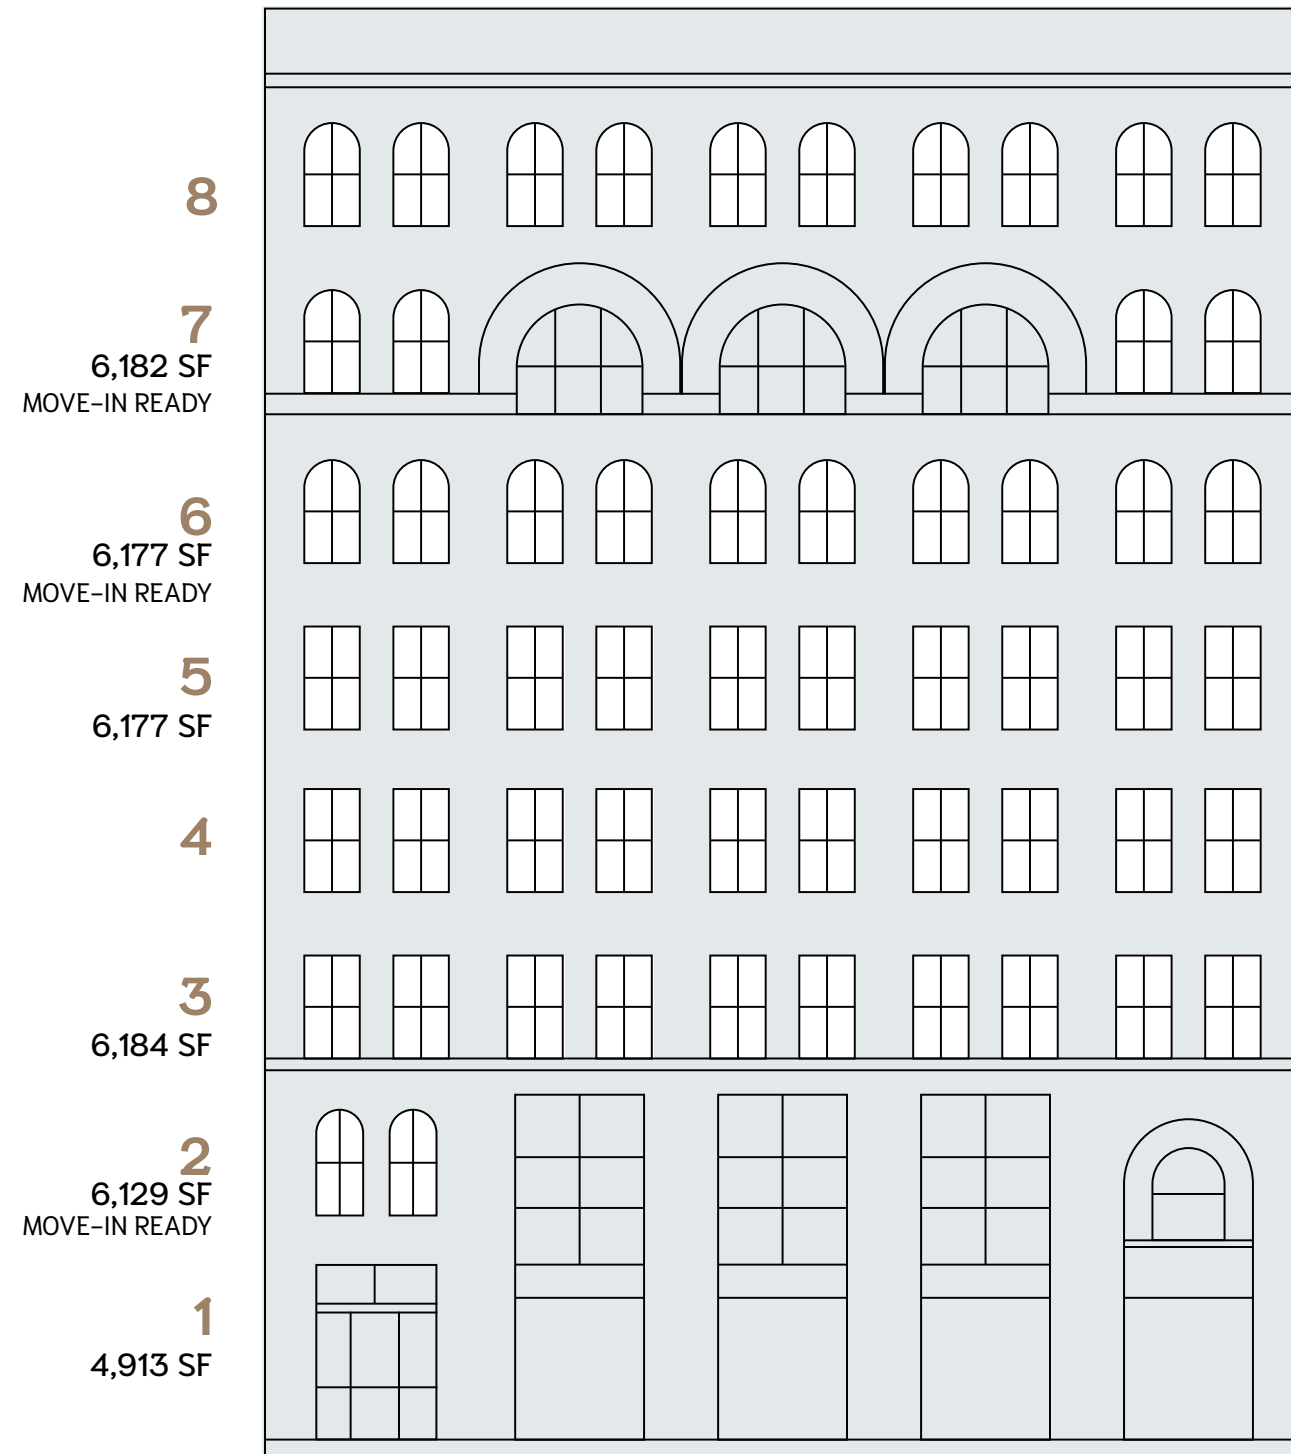 8
7
6,182 SF
MOVE-IN READY
6
6,177 SF
MOVE-IN READY
5
6,177 SF
4
3
6,184 SF
2
6,129 SF
MOVE-IN READY
1
4,913 SF